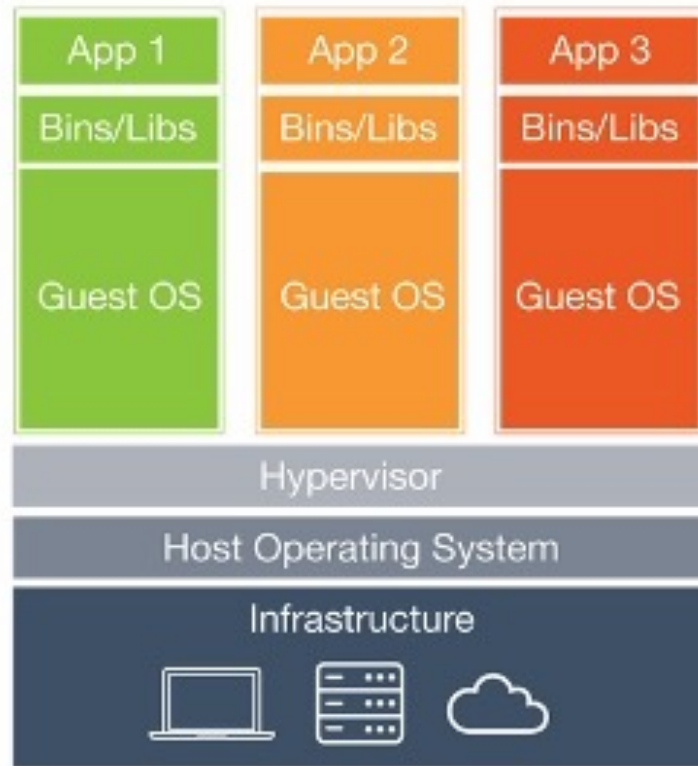 App 1 App 2 App 3
Bins/Libs Bins/Libs Bins/Libs
Guest OS Guest OS Guest OS
Hypervisor
Host Operating System
Infrastructure